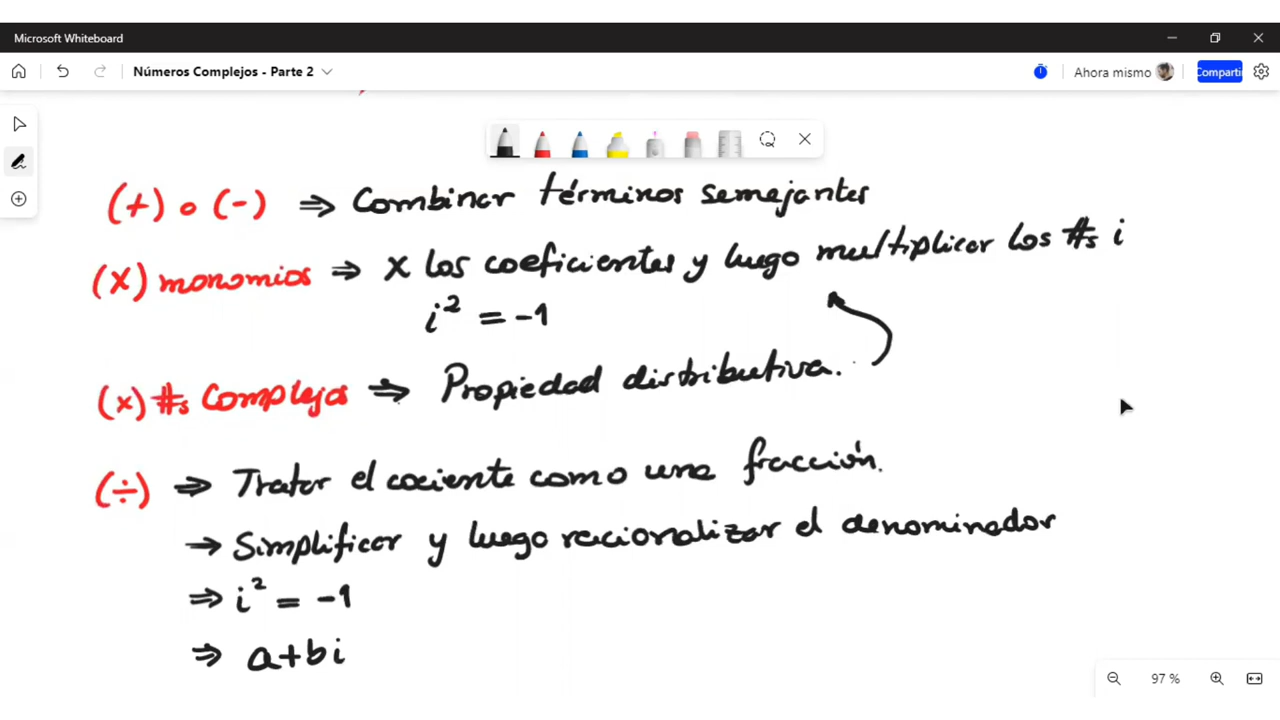 Microsoft Whiteboard
Números Complejos - Parte 2
Ahora mismo
Comparti
(+) o (-) ⇒ Combinar términos semejantes
(x) monomios ⇒ x los coeficientes y luego multiplicar los #s i
i² = -1
(x) #s Complejos ⇒ Propiedad distributiva.
(÷) ⇒ Tratar el cociente como una fracción.
→ Simplificar y luego racionalizar el denominador
⇒ i² = -1
⇒ a+bi
97 %